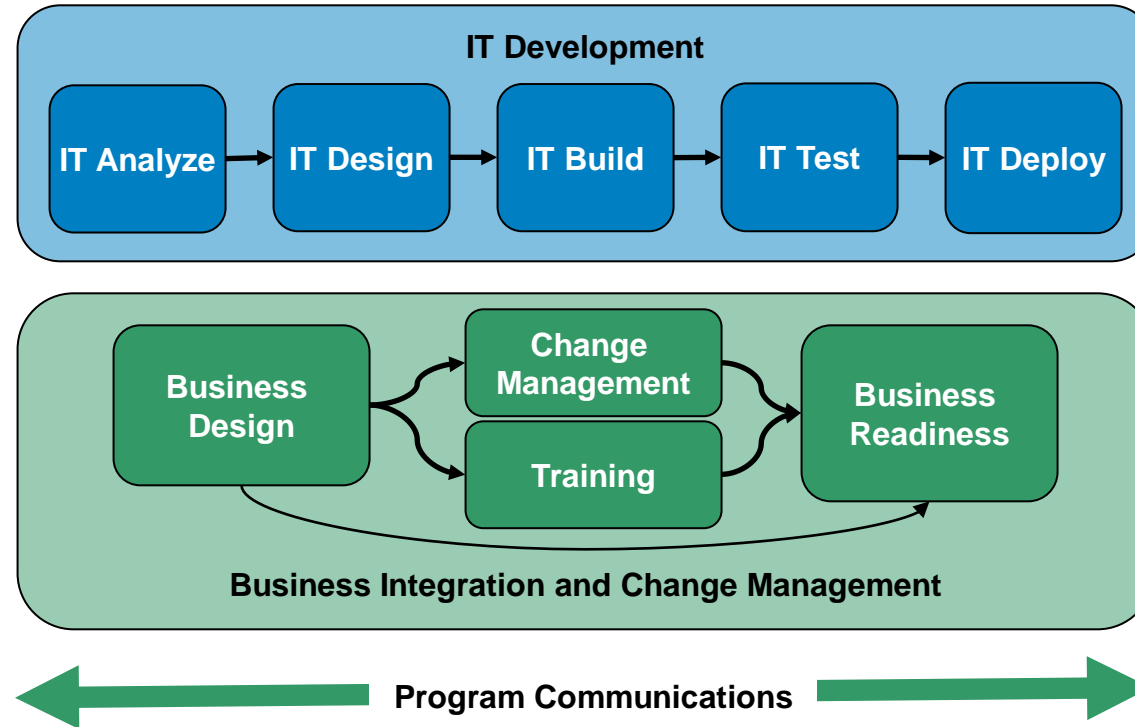 IT Development
IT Analyze
IT Design
IT Build
IT Test
IT Deploy
Business
Design
Change
Management
Training
Business
Readiness
Business Integration and Change Management
Program Communications